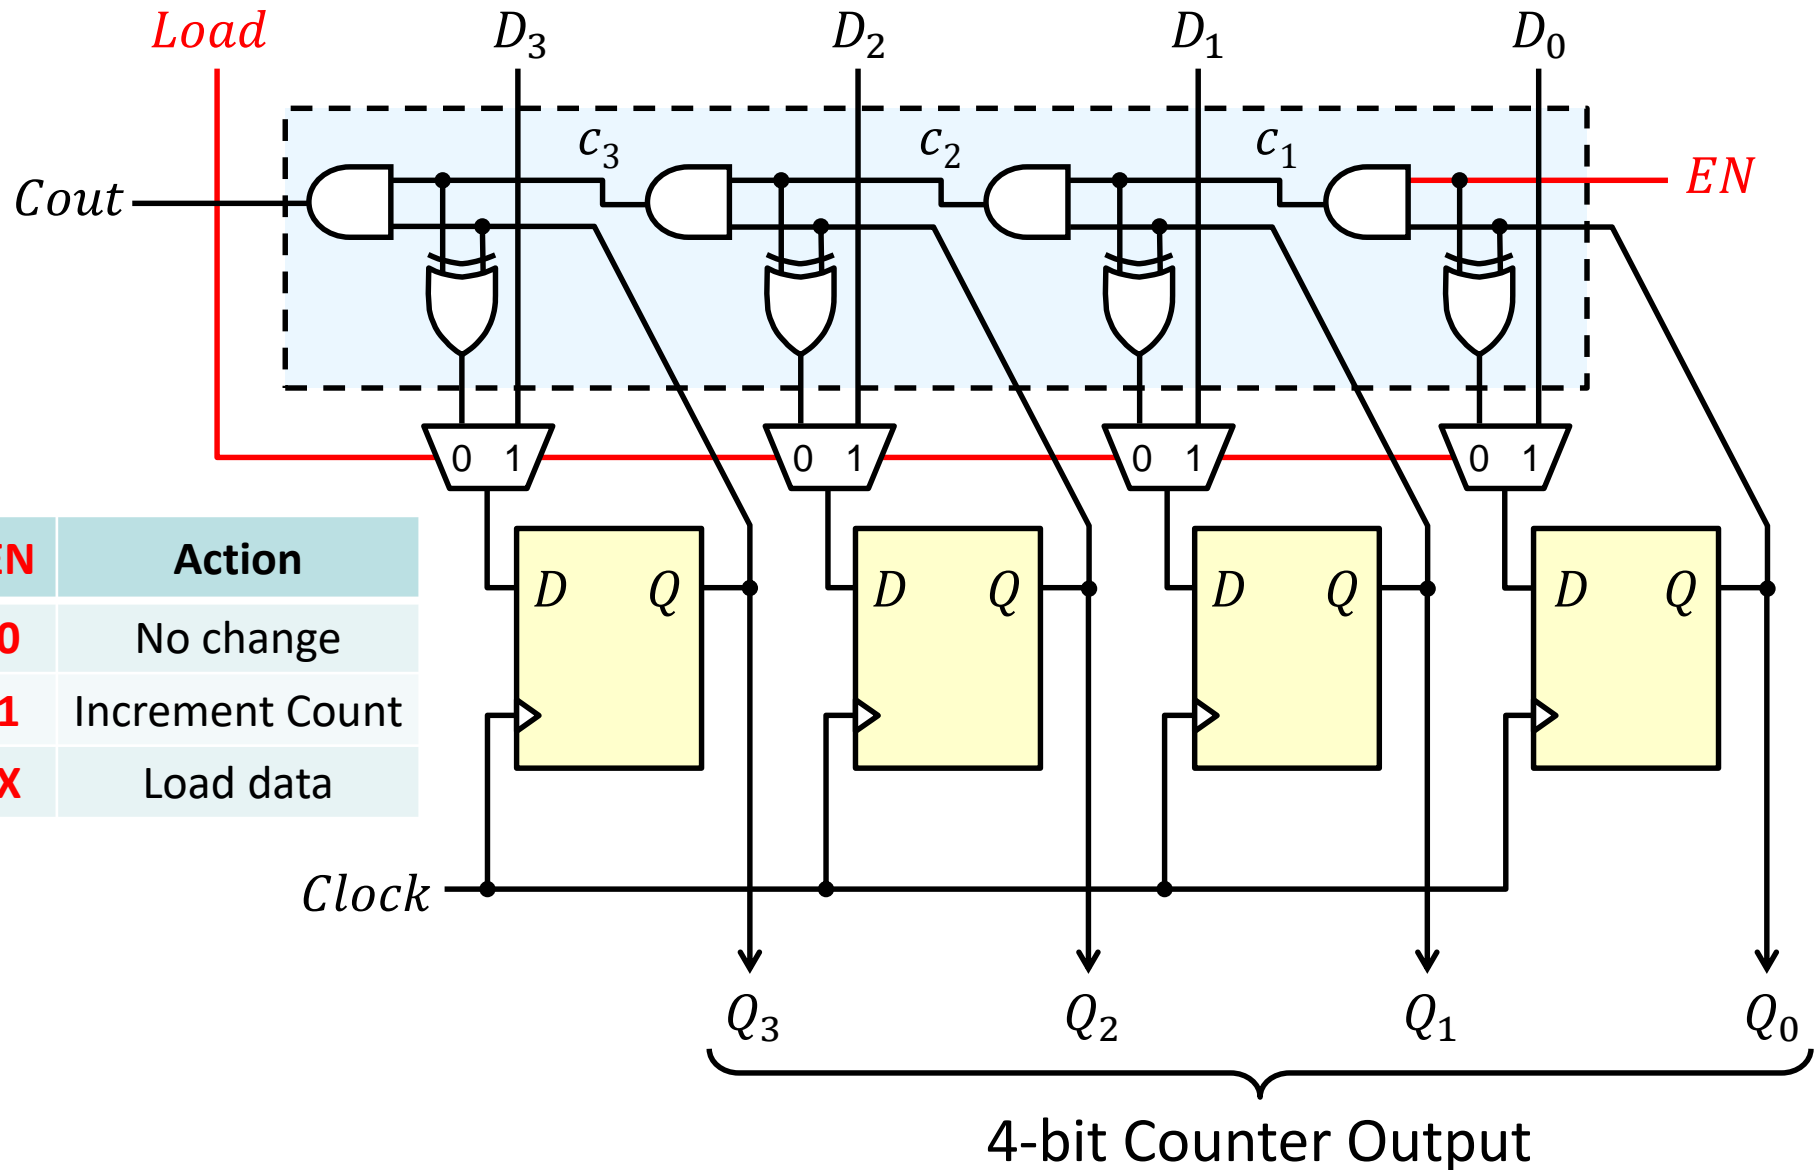 Load D₃ D₂ D₁ D₀
c₃ c₂ c₁
Cout EN
0 1 0 1 0 1 0 1
EN Action
0 No change
1 Increment Count
X Load data
D Q D Q D Q D Q
Clock
Q₃ Q₂ Q₁ Q₀
4-bit Counter Output